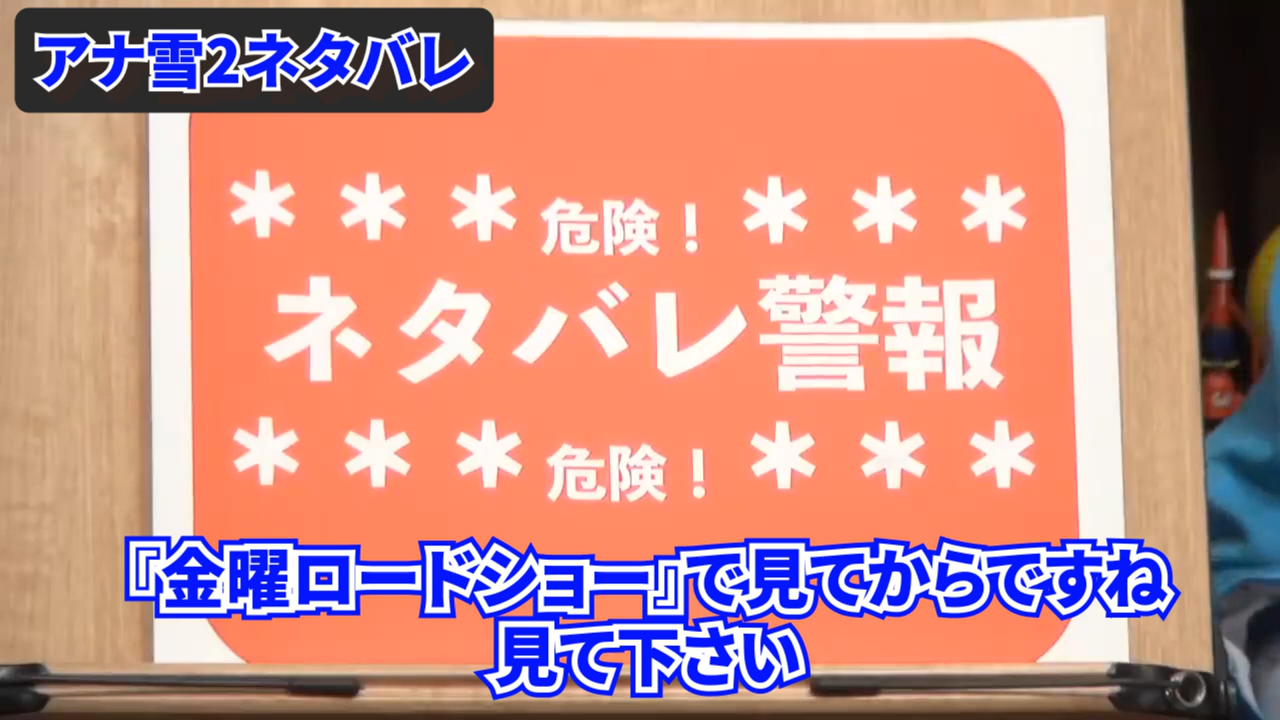 アナ雪2ネタバレ
＊＊＊危険！＊＊＊
ネタバレ警報
＊＊＊危険！＊＊＊
『金曜ロードショー』で見てからですね
見て下さい